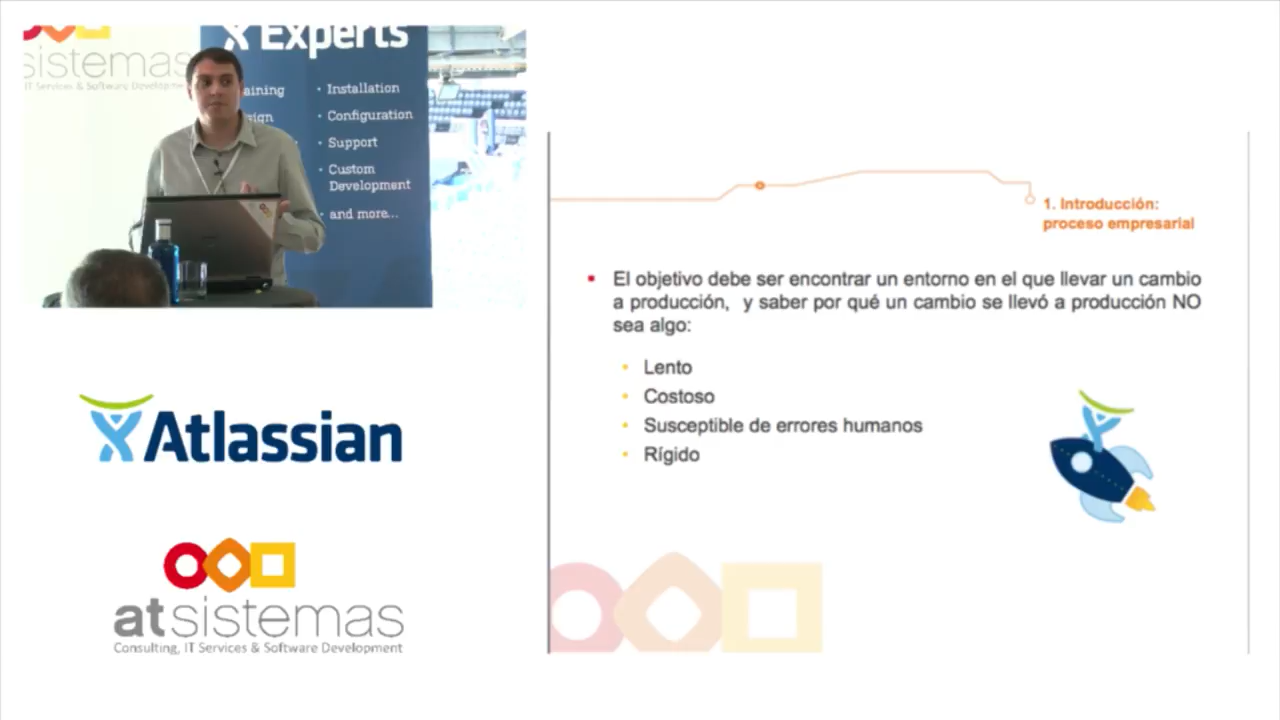 sistemas
IT Services & Software Development
Experts
Installation
Configuration
Support
Custom
Development
and more...
Atlassian
atsistemas
Consulting, IT Services & Software Development
1. Introducción:
proceso empresarial
El objetivo debe ser encontrar un entorno en el que llevar un cambio
a producción, y saber por qué un cambio se llevó a producción NO
sea algo:
Lento
Costoso
Susceptible de errores humanos
Rígido